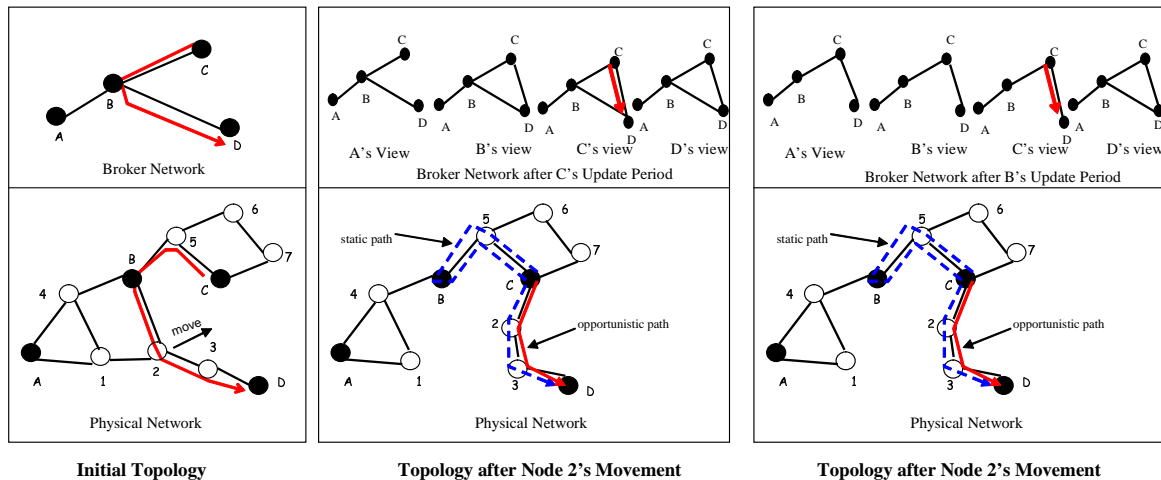 C
B
A
D
Broker Network
6
5
B
7
C
4
move
3
A
1
2
D
Physical Network
Initial Topology
C
B
A
D
A's View
C
B
A
D
B's view
C
B
A
D
C's view
C
B
A
D
D's view
Broker Network after C's Update Period
6
5
static path
7
4
C
B
2
opportunistic path
A
1
3
D
Physical Network
Topology after Node 2's Movement
C
B
A
D
A's View
C
B
A
D
B's view
C
B
A
D
C's view
C
B
A
D
D's view
Broker Network after B's Update Period
6
5
static path
7
4
C
B
2
opportunistic path
A
1
3
D
Physical Network
Topology after Node 2's Movement